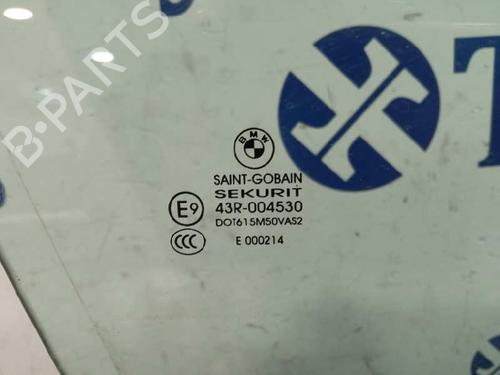 B-PARTS
T
BMW
SAINT-GOBAIN
SEKURIT
E9 43R-004530
DOT615M50VAS2
CCC E 000214